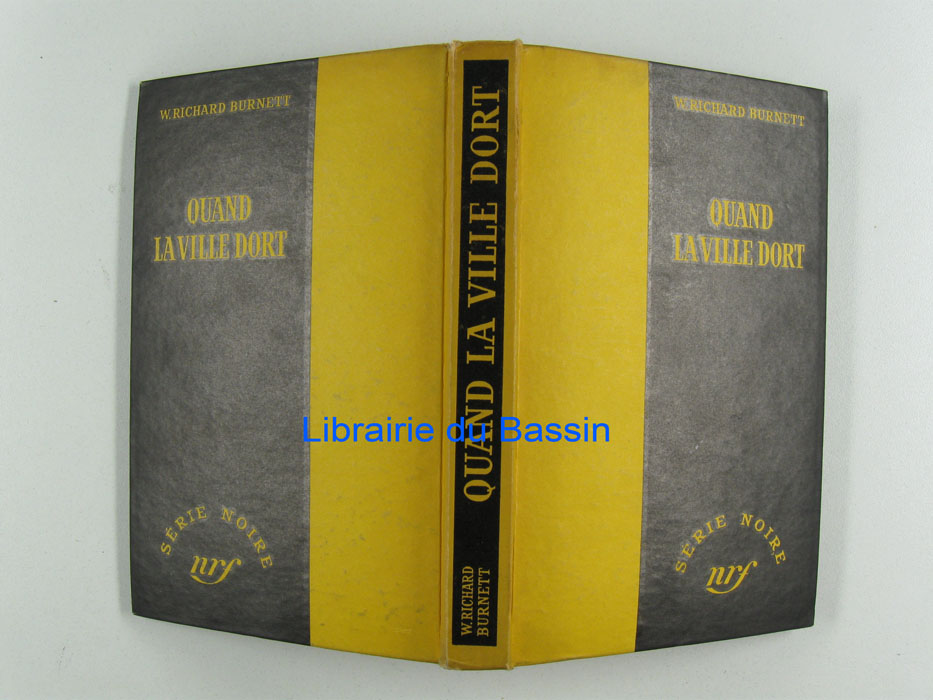 W. RICHARD BURNETT
QUAND
LA VILLE DORT
SÉRIE NOIRE
nrf
QUAND LA VILLE DORT
W. RICHARD
BURNETT
W. RICHARD BURNETT
QUAND
LA VILLE DORT
SÉRIE NOIRE
nrf
Librairie du Bassin